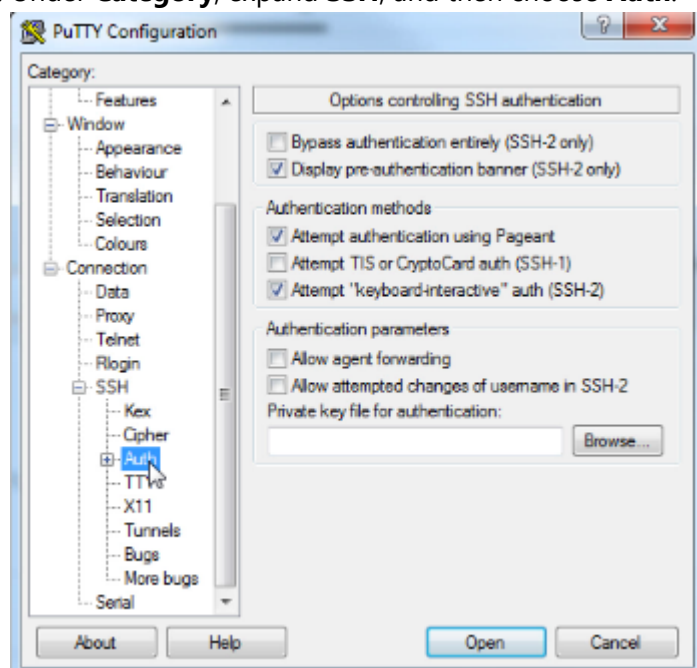 Under Category, expand SSH, and then choose Auth.
PuTTY Configuration
Category:
Features
Window
Appearance
Behaviour
Translation
Selection
Colours
Connection
Data
Proxy
Telnet
Rlogin
SSH
Kex
Cipher
Auth
TTY
X11
Tunnels
Bugs
More bugs
Serial
Options controlling SSH authentication
Bypass authentication entirely (SSH-2 only)
Display pre-authentication banner (SSH-2 only)
Authentication methods
Attempt authentication using Pageant
Attempt TIS or CryptoCard auth (SSH-1)
Attempt "keyboard-interactive" auth (SSH-2)
Authentication parameters
Allow agent forwarding
Allow attempted changes of username in SSH-2
Private key file for authentication:
Browse...
About
Help
Open
Cancel